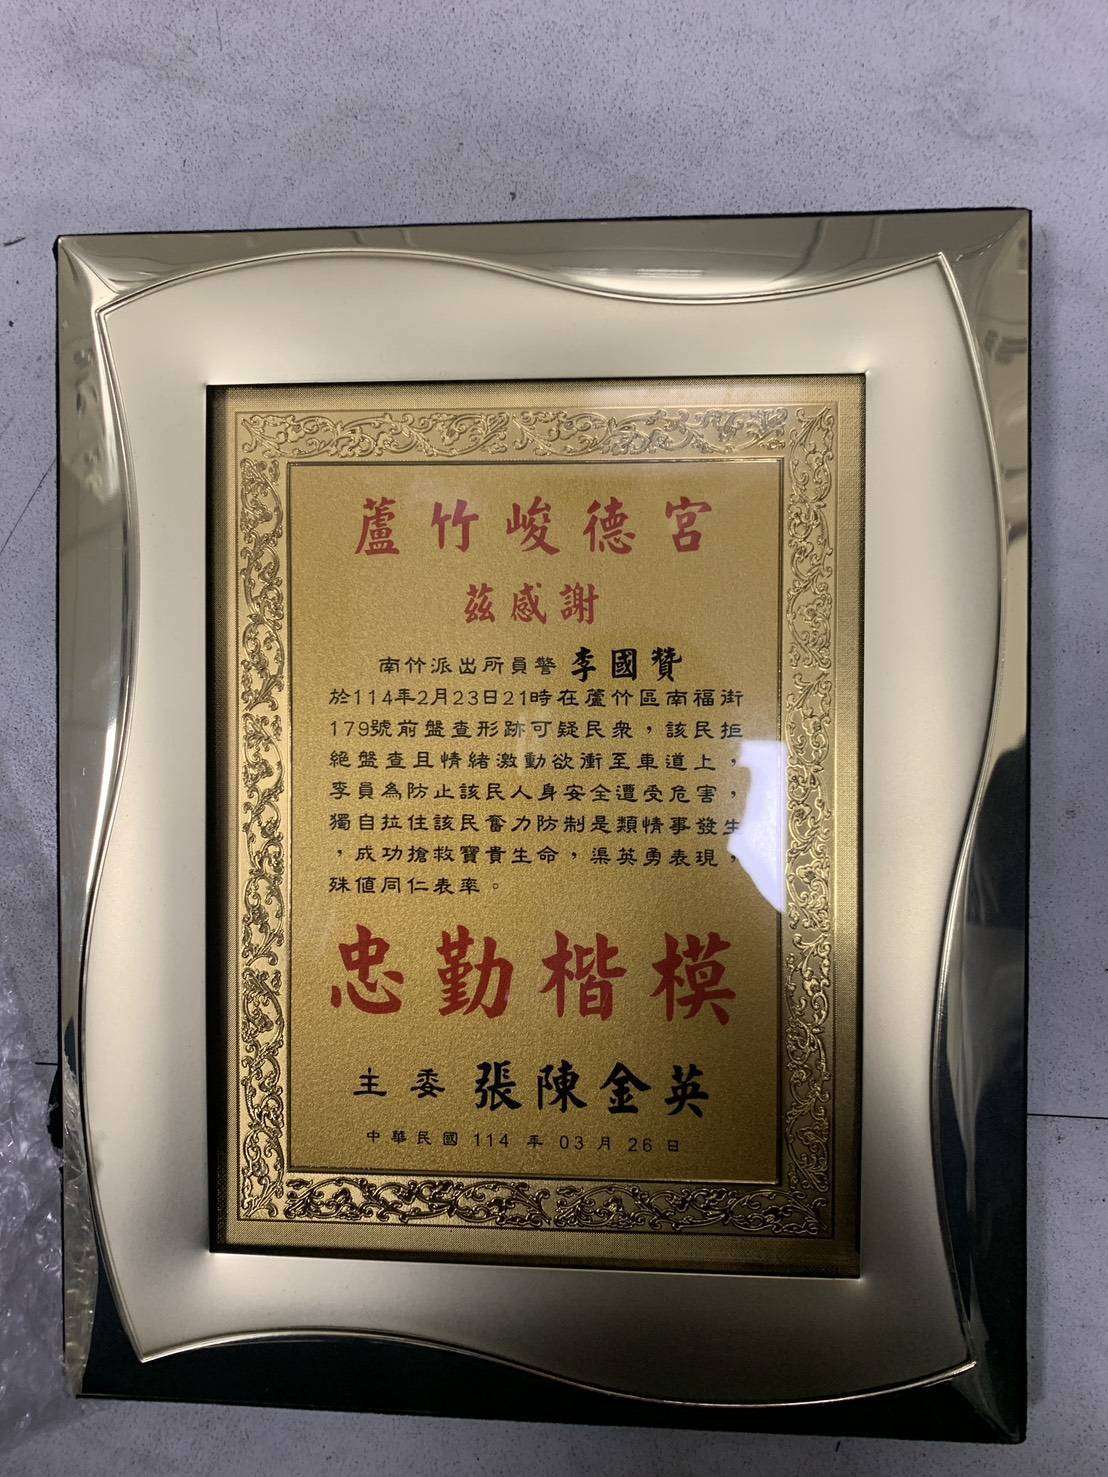 蘆竹峻德宮
茲感謝
南竹派出所員警 李國贊
於114年2月23日21時在蘆竹區南福街
179號前盤查形跡可疑民衆，該民拒
絕盤查且情緒激動欲衝至車道上，
李員為防止該民人身安全遭受危害，
獨自拉住該民奮力防制是類情事發生
，成功搶救寶貴生命，渠英勇表現，
殊值同仁表率。
忠勤楷模
主委 張陳金英
中華民國 114 年 03 月 26 日